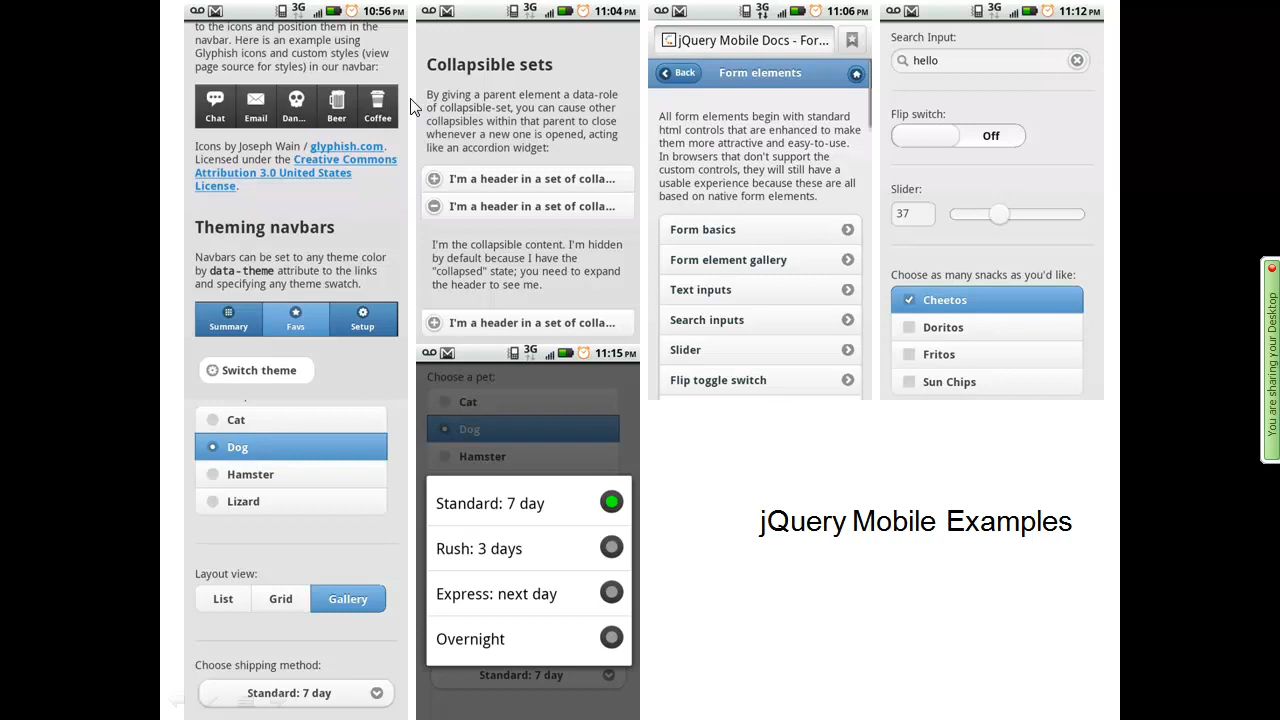 3G 10:56 PM
to the icons and position them in the
navbar. Here is an example using
Glyphish icons and custom styles (view
page source for styles) in our navbar:
Chat Email Dan... Beer Coffee
Icons by Joseph Wain / glyphish.com.
Licensed under the Creative Commons
Attribution 3.0 United States
License.
Theming navbars
Navbars can be set to any theme color
by data-theme attribute to the links
and specifying any theme swatch.
Summary Favs Setup
Switch theme
Cat
Dog
Hamster
Lizard
Layout view:
List Grid Gallery
Choose shipping method:
Standard: 7 day
3G 11:04 PM
Collapsible sets
By giving a parent element a data-role
of collapsible-set, you can cause other
collapsibles within that parent to close
whenever a new one is opened, acting
like an accordion widget:
I'm a header in a set of colla...
I'm a header in a set of colla...
I'm the collapsible content. I'm hidden
by default because I have the
"collapsed" state; you need to expand
the header to see me.
I'm a header in a set of colla...
3G 11:15 PM
Choose a pet:
Cat
Dog
Hamster
Standard: 7 day
Rush: 3 days
Express: next day
Overnight
Standard: 7 day
3G 11:06 PM
jQuery Mobile Docs - For...
Back Form elements
All form elements begin with standard
html controls that are enhanced to make
them more attractive and easy-to-use.
In browsers that don't support the
custom controls, they will still have a
usable experience because these are all
based on native form elements.
Form basics
Form element gallery
Text inputs
Search inputs
Slider
Flip toggle switch
3G 11:12 PM
Search Input:
hello
Flip switch:
Off
Slider:
37
Choose as many snacks as you'd like:
Cheetos
Doritos
Fritos
Sun Chips
jQuery Mobile Examples
You are sharing your Desktop